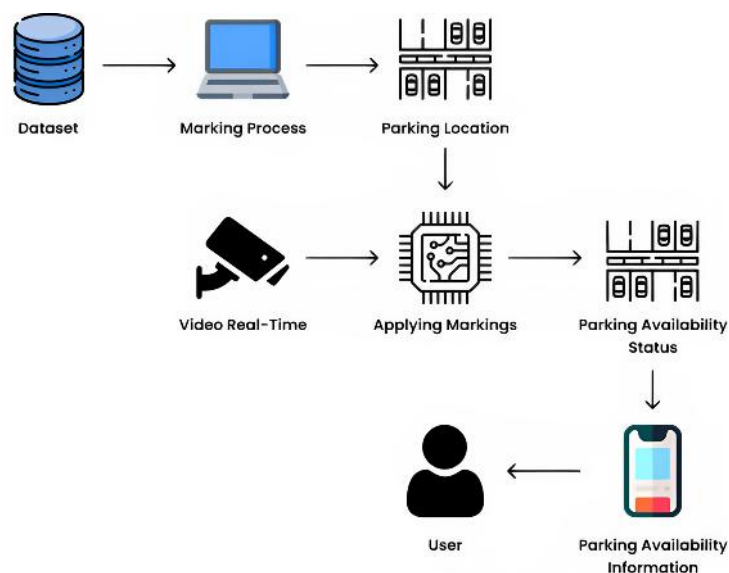 Dataset
Marking Process
Parking Location
Video Real-Time
Applying Markings
Parking Availability
Status
User
Parking Availability
Information